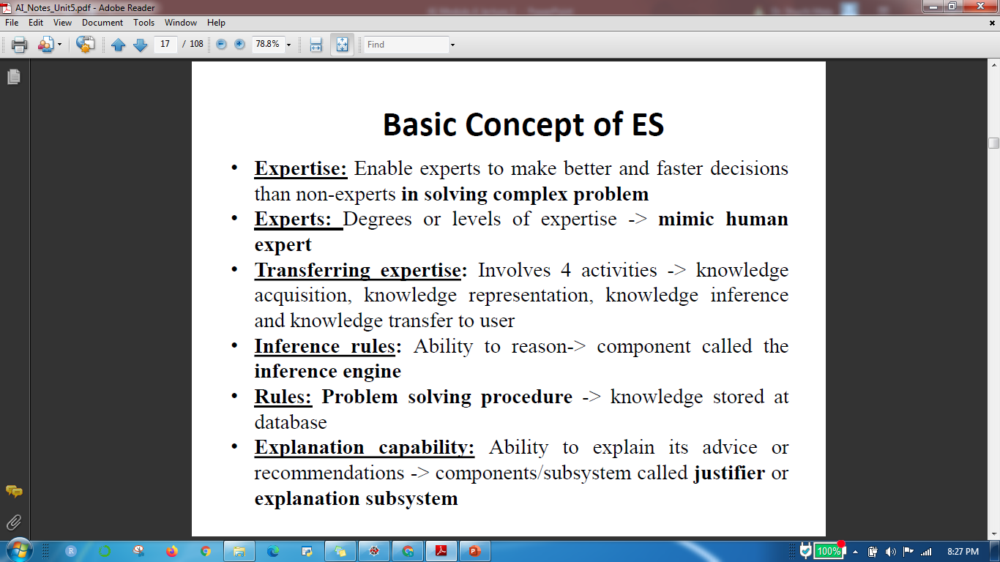 AI_Notes_Unit5.pdf - Adobe Reader
File Edit View Document Tools Window Help
17 / 108 78.8% Find
Basic Concept of ES
• Expertise: Enable experts to make better and faster decisions
than non-experts in solving complex problem
• Experts: Degrees or levels of expertise -> mimic human
expert
• Transferring expertise: Involves 4 activities -> knowledge
acquisition, knowledge representation, knowledge inference
and knowledge transfer to user
• Inference rules: Ability to reason-> component called the
inference engine
• Rules: Problem solving procedure -> knowledge stored at
database
• Explanation capability: Ability to explain its advice or
recommendations -> components/subsystem called justifier or
explanation subsystem
100% 8:27 PM